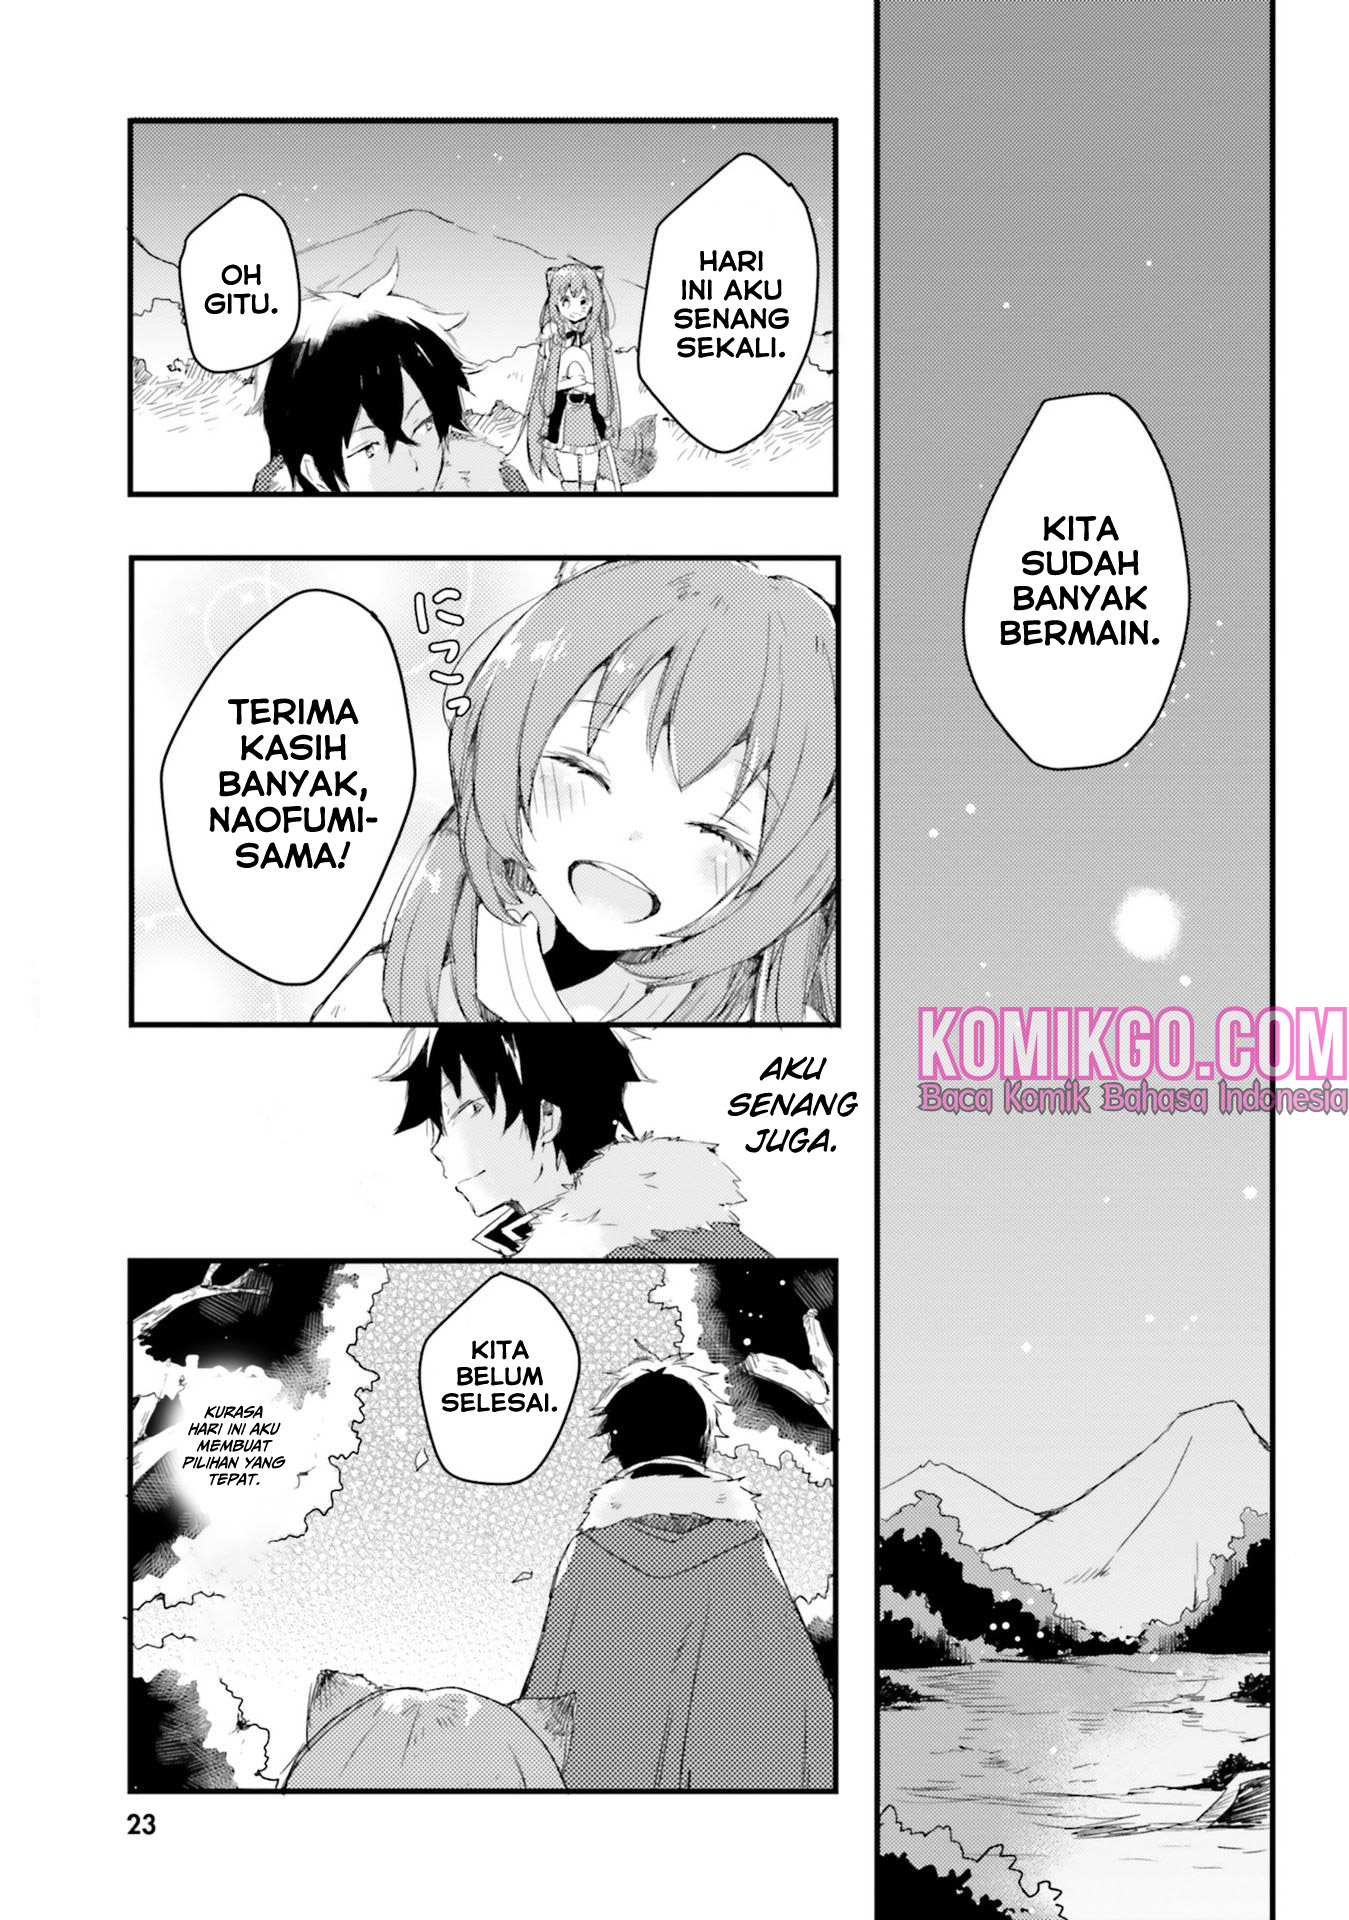 KITA
SUDAH
BANYAK
BERMAIN.
HARI
INI AKU
SENANG
SEKALI.
OH
GITU.
にこっ
TERIMA
KASIH
BANYAK,
NAOFUMI-
SAMA!
AKU
SENANG
JUGA.
KITA
BELUM
SELESAI.
KURASA
HARI INI AKU
MEMBUAT
PILIHAN YANG
TEPAT.
KOMIKGO.COM
Baca Komik Bahasa Indonesia
23